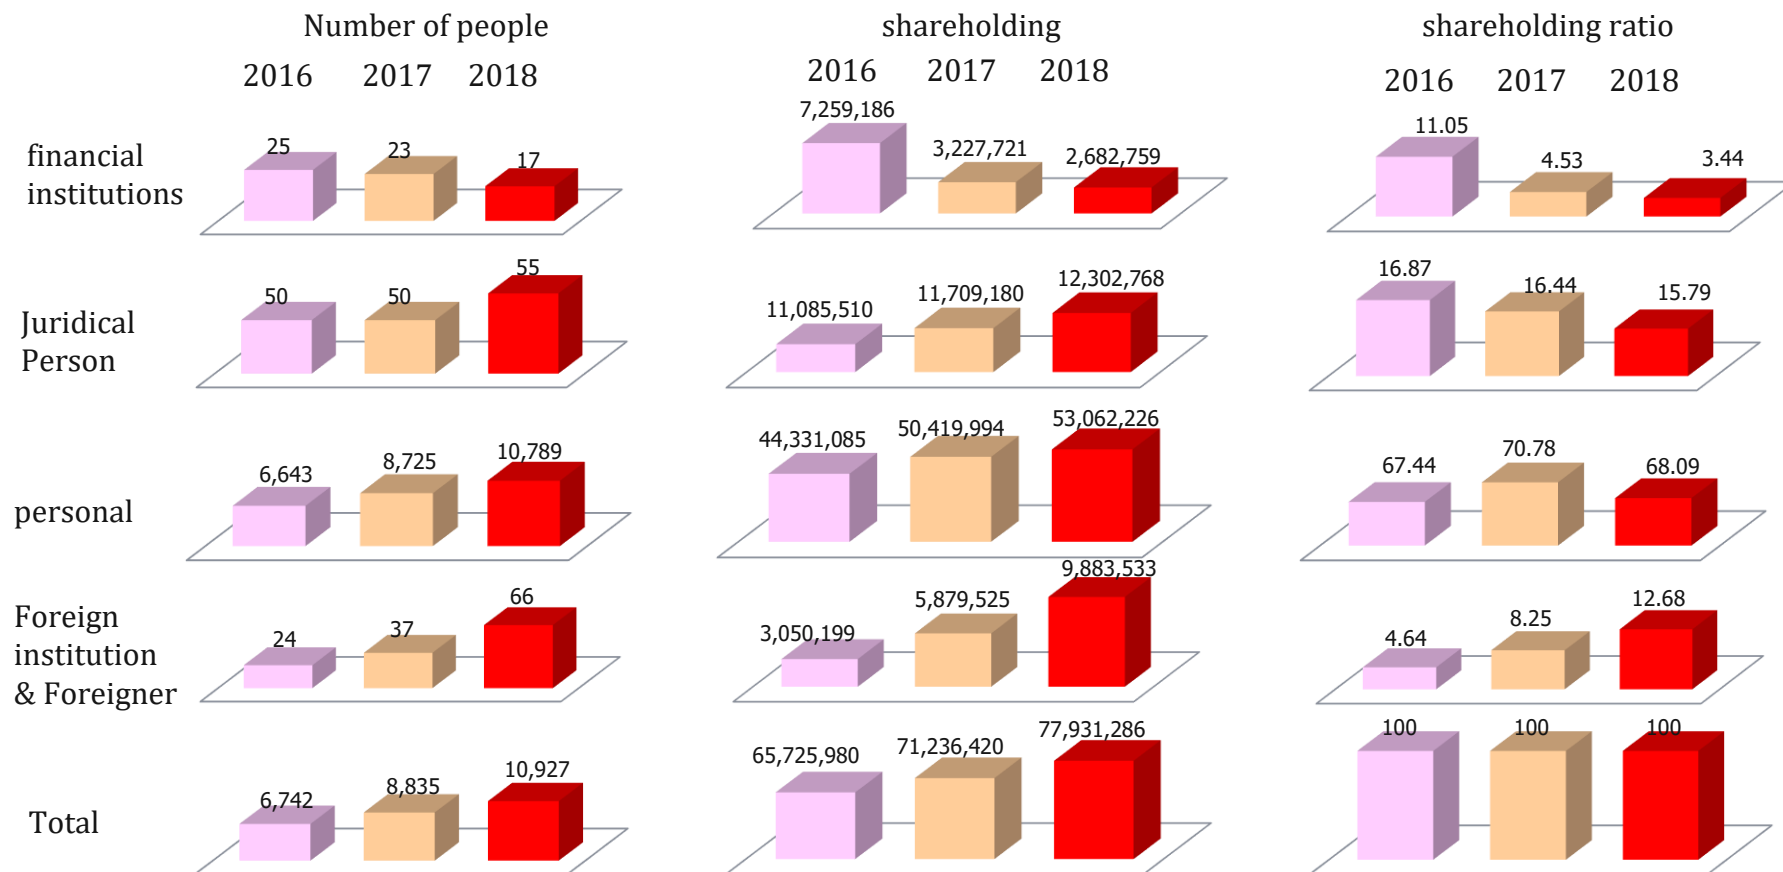 Number of people
shareholding
shareholding ratio
2016 2017 2018
2016 2017 2018
2016 2017 2018
financial
institutions
25 23 17
7,259,186 3,227,721 2,682,759
11.05 4.53 3.44
Juridical
Person
50 50 55
11,085,510 11,709,180 12,302,768
16.87 16.44 15.79
personal
6,643 8,725 10,789
44,331,085 50,419,994 53,062,226
67.44 70.78 68.09
Foreign
institution
& Foreigner
24 37 66
3,050,199 5,879,525 9,883,533
4.64 8.25 12.68
Total
6,742 8,835 10,927
65,725,980 71,236,420 77,931,286
100 100 100